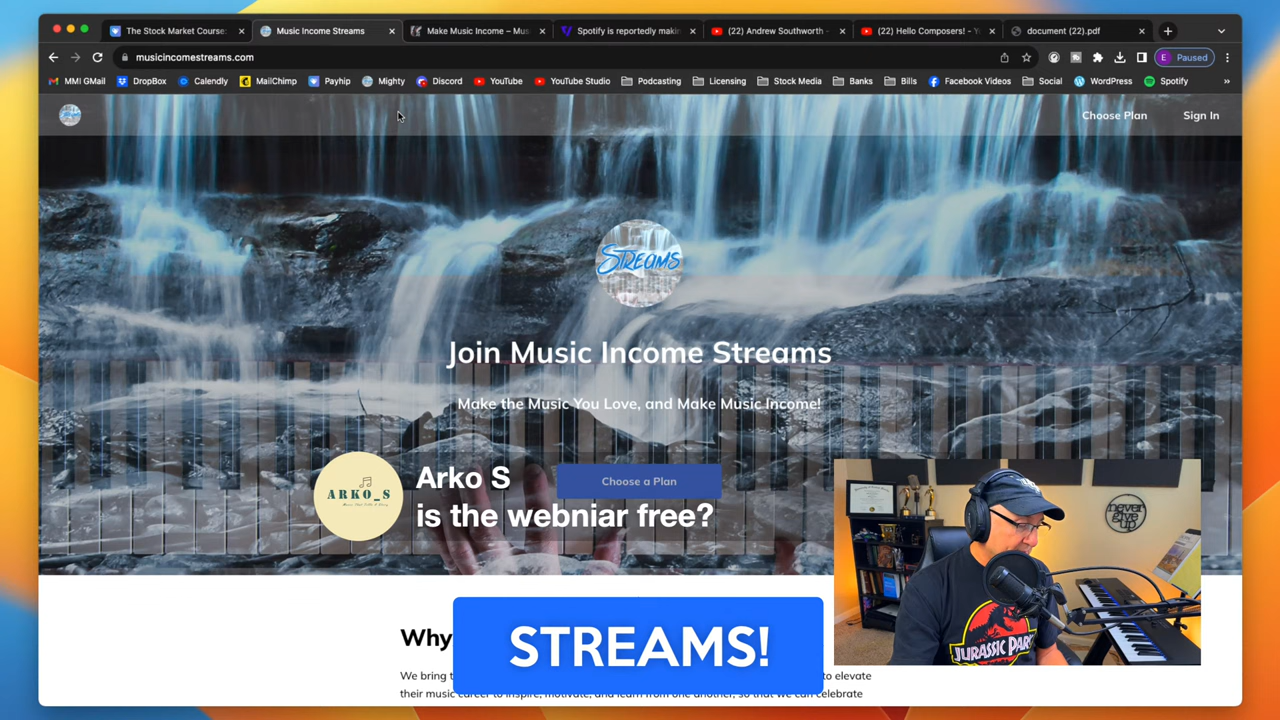 The Stock Market Course:
Music Income Streams
Make Music Income – Mus
Spotify is reportedly makin
(22) Andrew Southworth -
(22) Hello Composers! - Y
document (22).pdf
musicincomestreams.com
E Paused
MMI GMail
DropBox
Calendly
MailChimp
Payhip
Mighty
Discord
YouTube
YouTube Studio
Podcasting
Licensing
Stock Media
Banks
Bills
Facebook Videos
Social
WordPress
Spotify
»
Choose Plan
Sign In
STREAMS
Join Music Income Streams
Make the Music You Love, and Make Music Income!
ARKO_S
Arko S
is the webniar free?
Choose a Plan
never
give
up
JURASSIC PARK
Why
STREAMS!
We bring t
to elevate
their music career to inspire, motivate, and learn from one another, so that we can celebrate